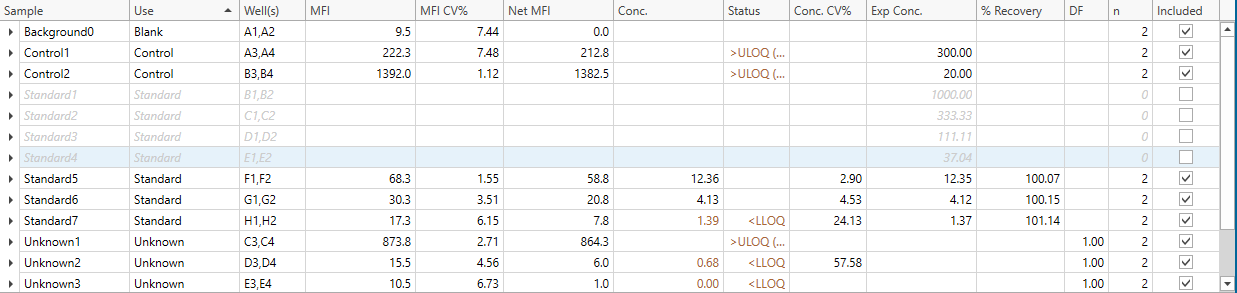 Sample Use Well(s) MFI MFI CV% Net MFI Conc. Status Conc. CV% Exp Conc. % Recovery DF n Included
Background0 Blank A1,A2 9.5 7.44 0.0 2
Control1 Control A3,A4 222.3 7.48 212.8 >ULOQ (... 300.00 2
Control2 Control B3,B4 1392.0 1.12 1382.5 >ULOQ (... 20.00 2
Standard1 Standard B1,B2 1000.00 0
Standard2 Standard C1,C2 333.33 0
Standard3 Standard D1,D2 111.11 0
Standard4 Standard E1,E2 37.04 0
Standard5 Standard F1,F2 68.3 1.55 58.8 12.36 2.90 12.35 100.07 2
Standard6 Standard G1,G2 30.3 3.51 20.8 4.13 4.53 4.12 100.15 2
Standard7 Standard H1,H2 17.3 6.15 7.8 1.39 <LLOQ 24.13 1.37 101.14 2
Unknown1 Unknown C3,C4 873.8 2.71 864.3 >ULOQ (... 1.00 2
Unknown2 Unknown D3,D4 15.5 4.56 6.0 0.68 <LLOQ 57.58 1.00 2
Unknown3 Unknown E3,E4 10.5 6.73 1.0 0.00 <LLOQ 1.00 2